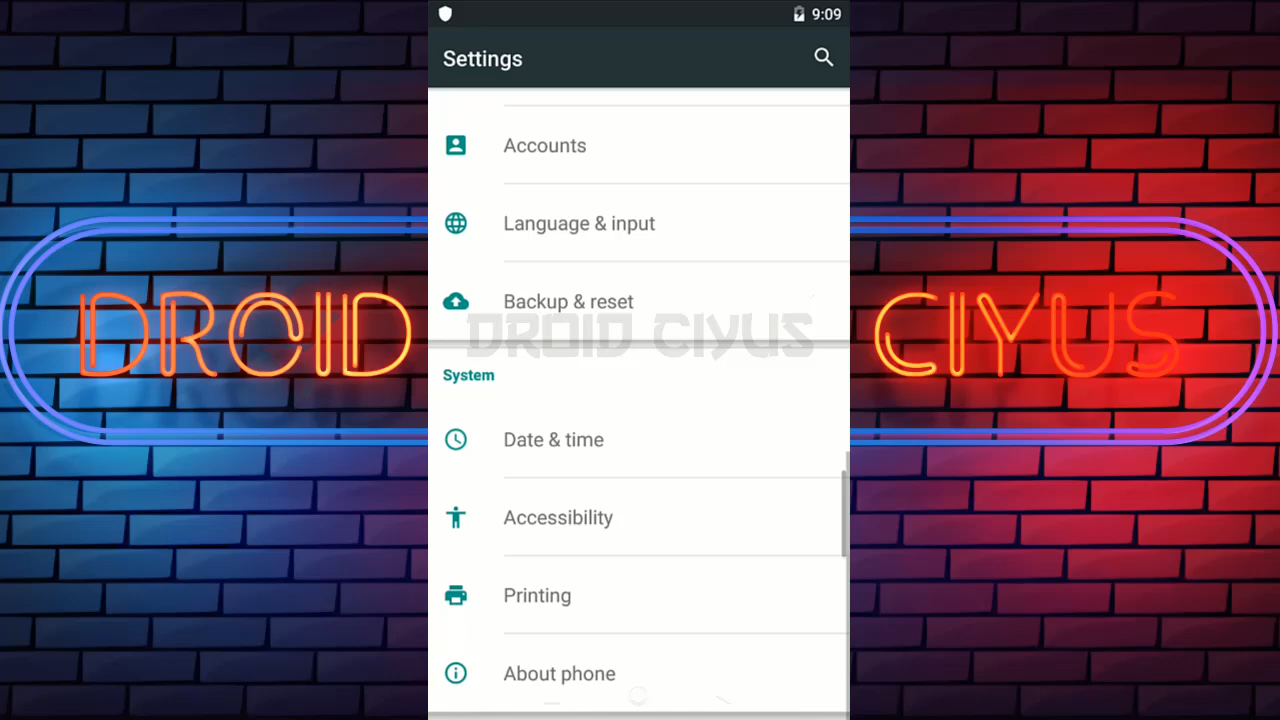 9:09
Settings
Accounts
Language & input
Backup & reset
DROID CIYUS
DROID
CIYUS
System
Date & time
Accessibility
Printing
About phone